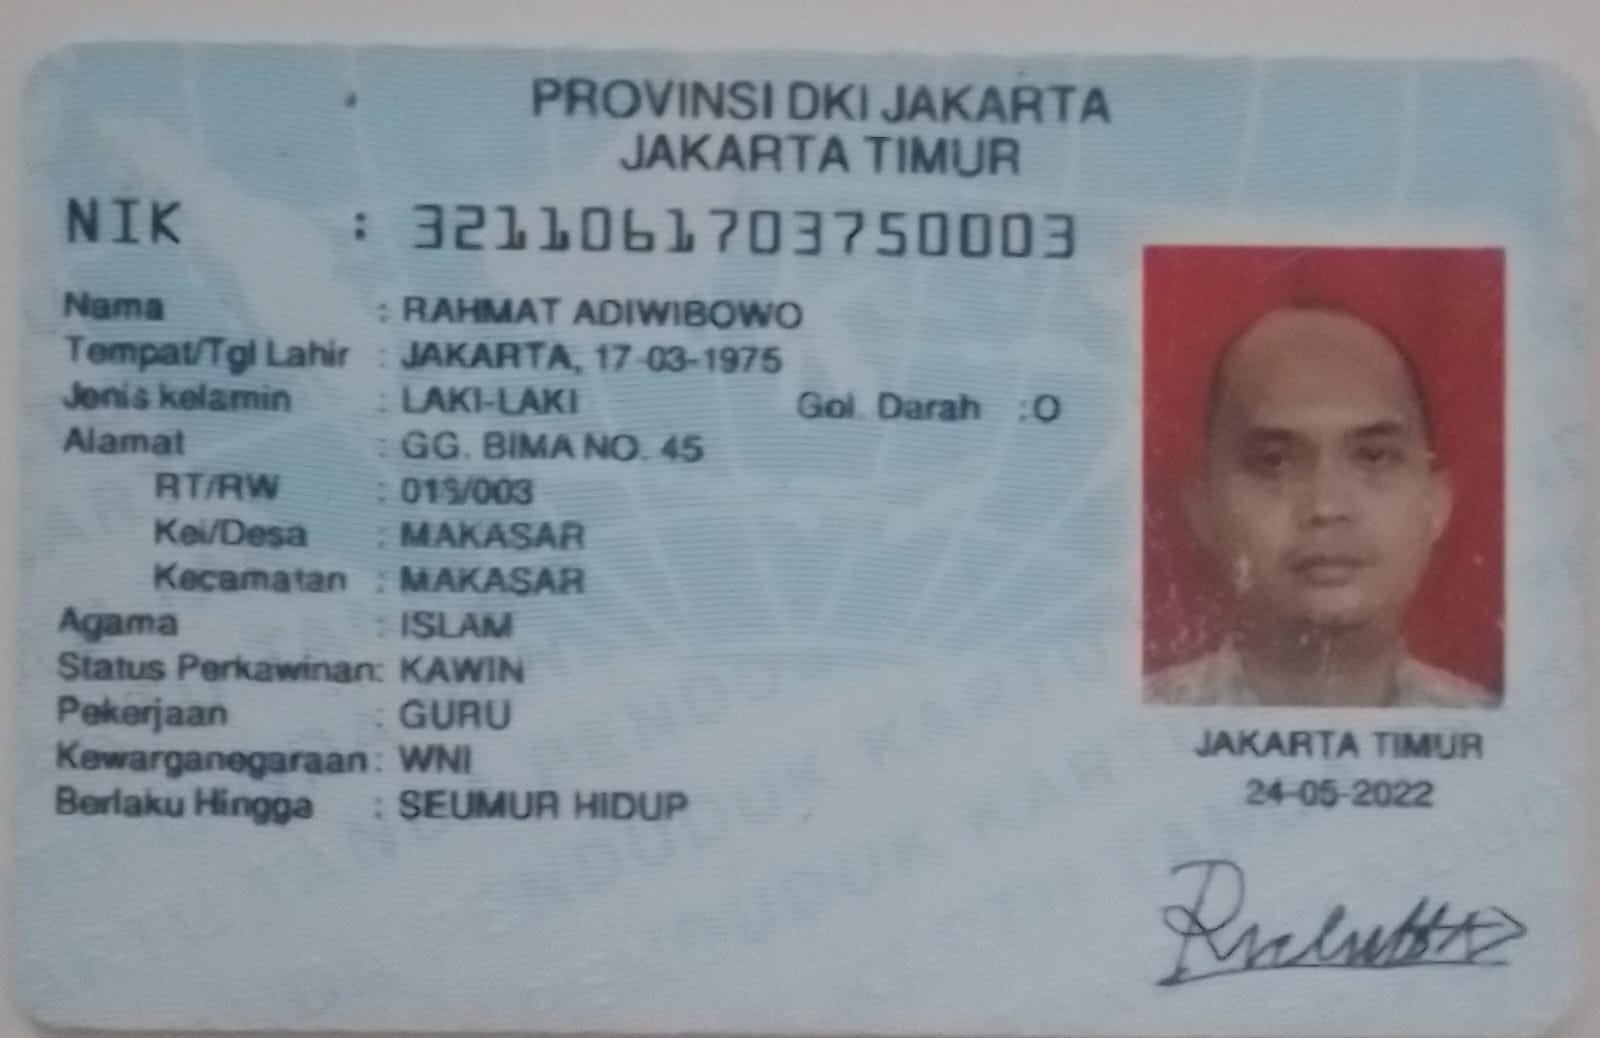 PROVINSI DKI JAKARTA
JAKARTA TIMUR
NIK : 3211061703750003
Nama : RAHMAT ADIWIBOWO
Tempat/Tgl Lahir : JAKARTA, 17-03-1975
Jenis kelamin : LAKI-LAKI Gol. Darah : O
Alamat : GG. BIMA NO. 45
RT/RW :
Kel/Desa : MAKASAR
Kecamatan : MAKASAR
Agama : ISLAM
Status Perkawinan: KAWIN
Pekerjaan : GURU
Kewarganegaraan: WNI
Berlaku Hingga : SEUMUR HIDUP
JAKARTA TIMUR
24-05-2022